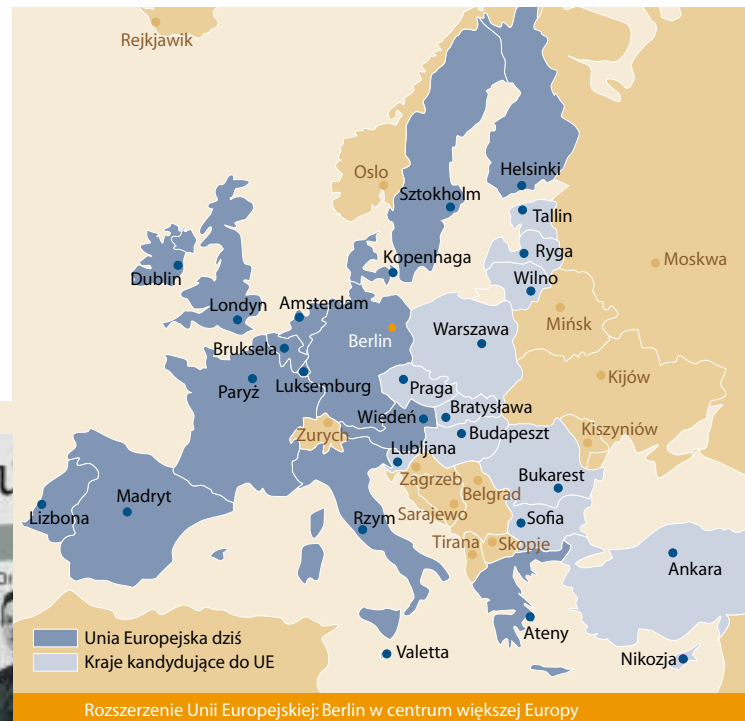 Rejkjawik
Oslo
Helsinki
Sztokholm
Tallin
Ryga
Moskwa
Kopenhaga
Wilno
Dublin
Londyn
Amsterdam
Mińsk
Berlin
Warszawa
Bruksela
Kijów
Paryż
Luksemburg
Praga
Wiedeń
Bratysława
Zurych
Budapeszt
Kiszyniów
Lubljana
Zagrzeb
Bukarest
Belgrad
Madryt
Lizbona
Rzym
Sarajewo
Sofia
Tirana
Skopje
Ankara
Ateny
Valetta
Nikozja
Unia Europejska dziś
Kraje kandydujące do UE
Rozszerzenie Unii Europejskiej: Berlin w centrum większej Europy